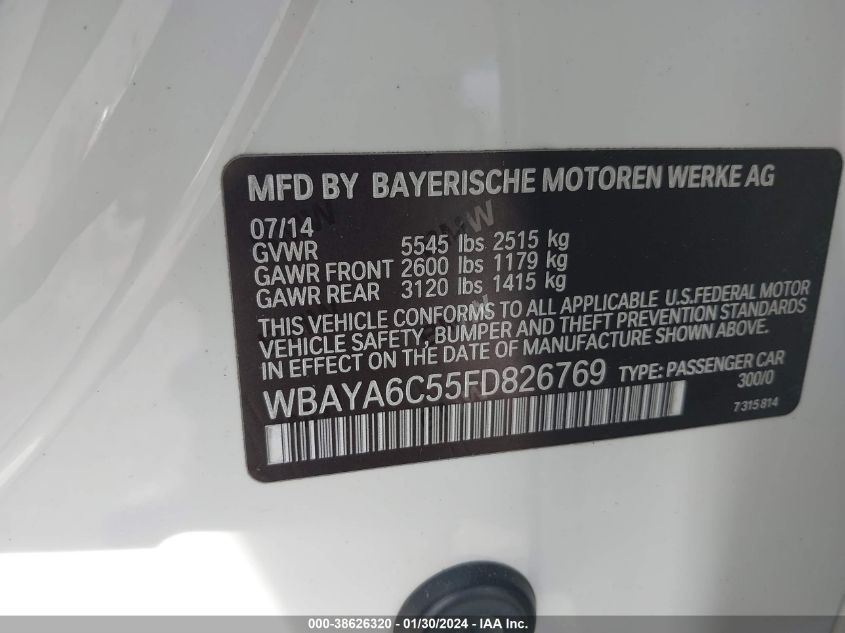 MFD BY BAYERISCHE MOTOREN WERKE AG
07/14
GVWR 5545 lbs 2515 kg
GAWR FRONT 2600 lbs 1179 kg
GAWR REAR 3120 lbs 1415 kg
THIS VEHICLE CONFORMS TO ALL APPLICABLE U.S.FEDERAL MOTOR
VEHICLE SAFETY, BUMPER AND THEFT PREVENTION STANDARDS
IN EFFECT ON THE DATE OF MANUFACTURE SHOWN ABOVE.
WBAYA6C55FD826769 TYPE: PASSENGER CAR
300/0
7315814
000-38626320 - 01/30/2024 - IAA Inc.